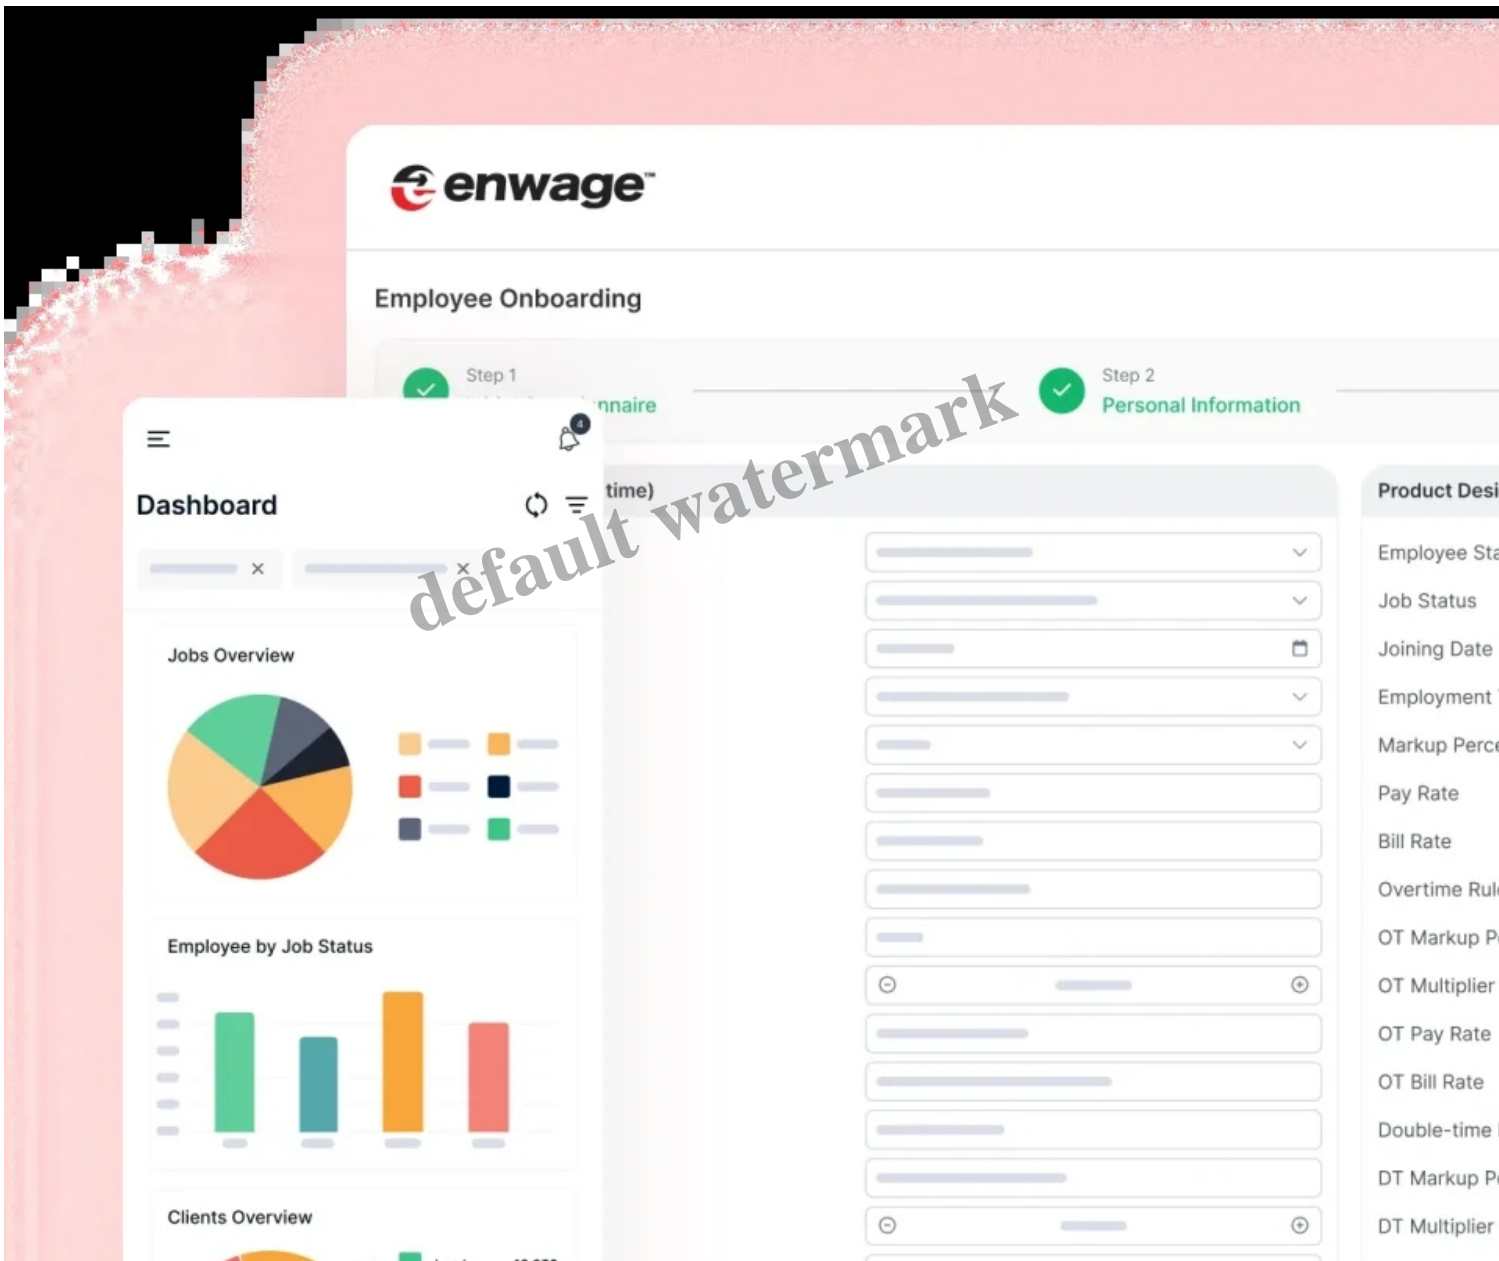 enwage™
Employee Onboarding
Step 1
nnaire
Step 2
Personal Information
4
Dashboard
time)
Product Desi
default watermark
Jobs Overview
Employee by Job Status
Clients Overview
Employee Sta
Job Status
Joining Date
Employment
Markup Perce
Pay Rate
Bill Rate
Overtime Rul
OT Markup P
OT Multiplier
OT Pay Rate
OT Bill Rate
Double-time
DT Markup P
DT Multiplier